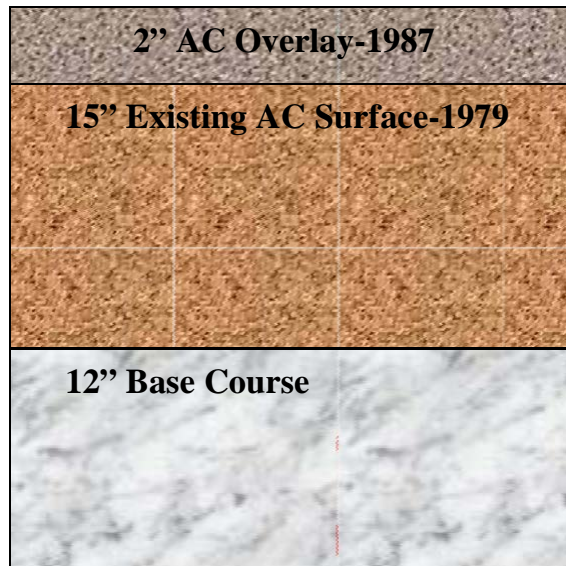 2” AC Overlay-1987
15” Existing AC Surface-1979
12” Base Course